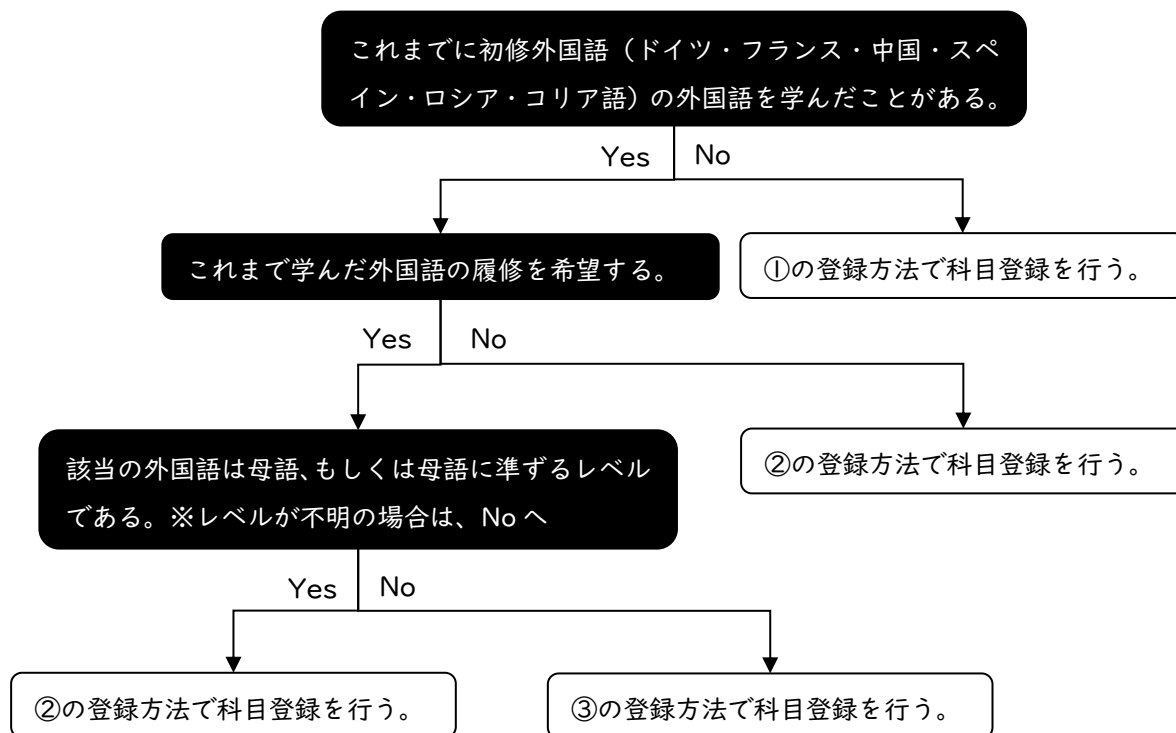 これまでに初修外国語（ドイツ・フランス・中国・スペ
イン・ロシア・コリア語）の外国語を学んだことがある。
Yes No
これまで学んだ外国語の履修を希望する。
①の登録方法で科目登録を行う。
Yes No
②の登録方法で科目登録を行う。
該当の外国語は母語、もしくは母語に準ずるレベル
である。※レベルが不明の場合は、No へ
Yes No
②の登録方法で科目登録を行う。
③の登録方法で科目登録を行う。